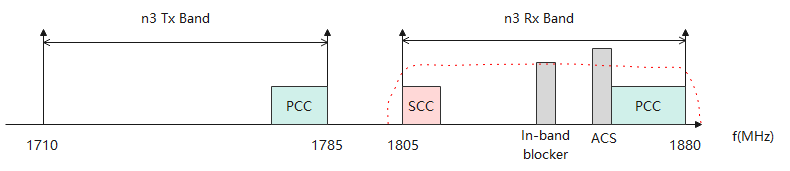 n3 Tx Band
n3 Rx Band
PCC
SCC
PCC
1710
1785
1805
In-band
blocker
ACS
1880
f(MHz)